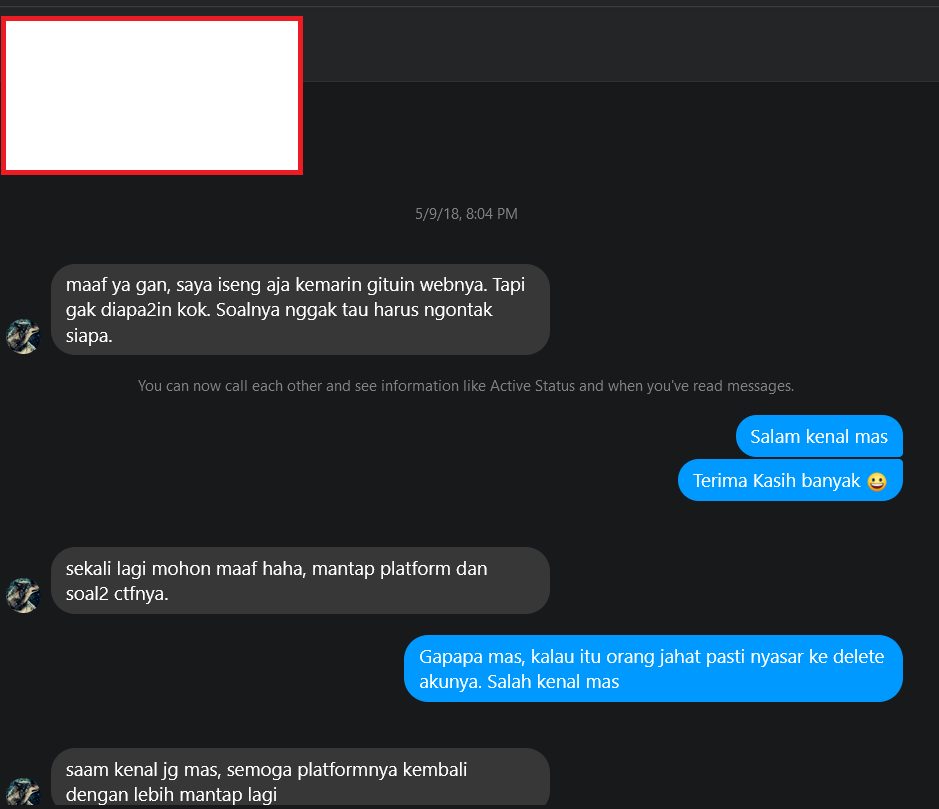 5/9/18, 8:04 PM
maaf ya gan, saya iseng aja kemarin gituin webnya. Tapi
gak diapa2in kok. Soalnya nggak tau harus ngontak
siapa.
You can now call each other and see information like Active Status and when you've read messages.
Salam kenal mas
Terima Kasih banyak 😀
sekali lagi mohon maaf haha, mantap platform dan
soal2 ctfnya.
Gapapa mas, kalau itu orang jahat pasti nyasar ke delete
akunya. Salah kenal mas
saam kenal jg mas, semoga platformnya kembali
dengan lebih mantap lagi